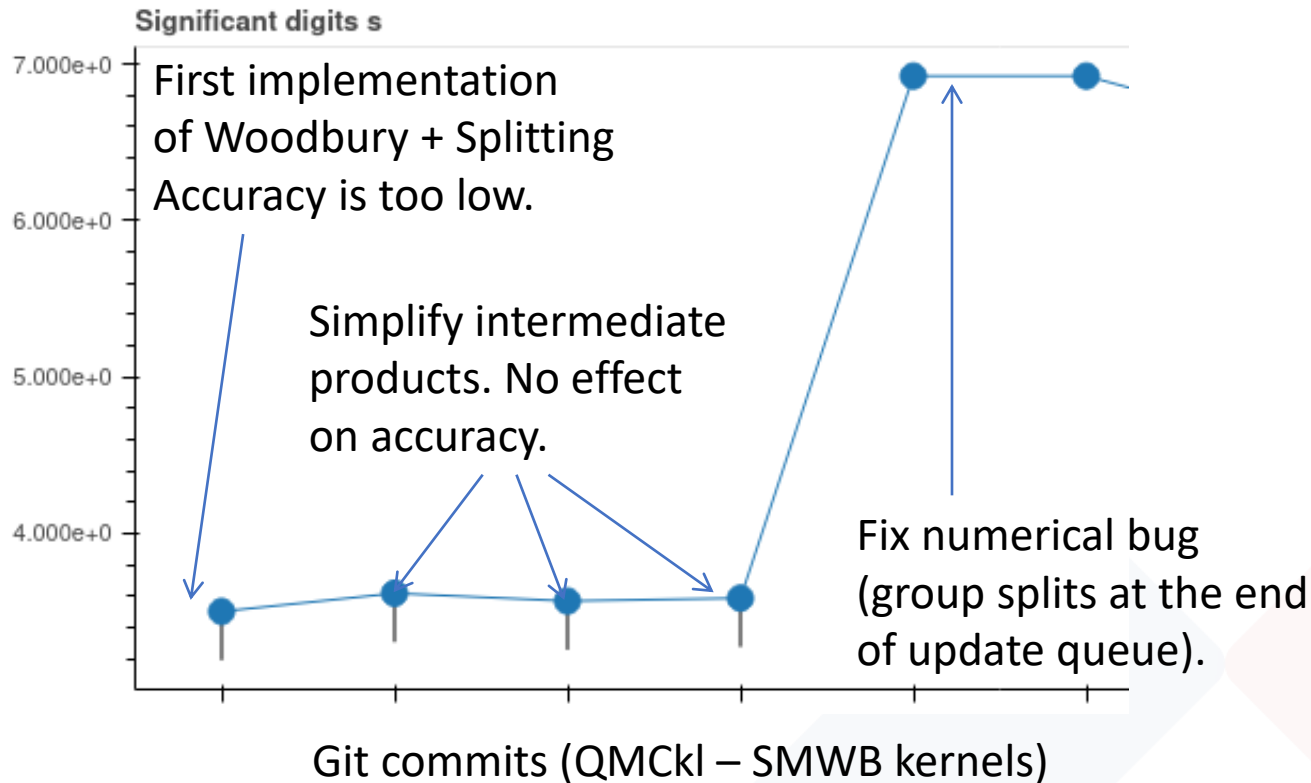 Significant digits s
7.000e+0
6.000e+0
5.000e+0
4.000e+0
First implementation
of Woodbury + Splitting
Accuracy is too low.
Simplify intermediate
products. No effect
on accuracy.
Fix numerical bug
(group splits at the end
of update queue).
Git commits (QMCkl – SMWB kernels)